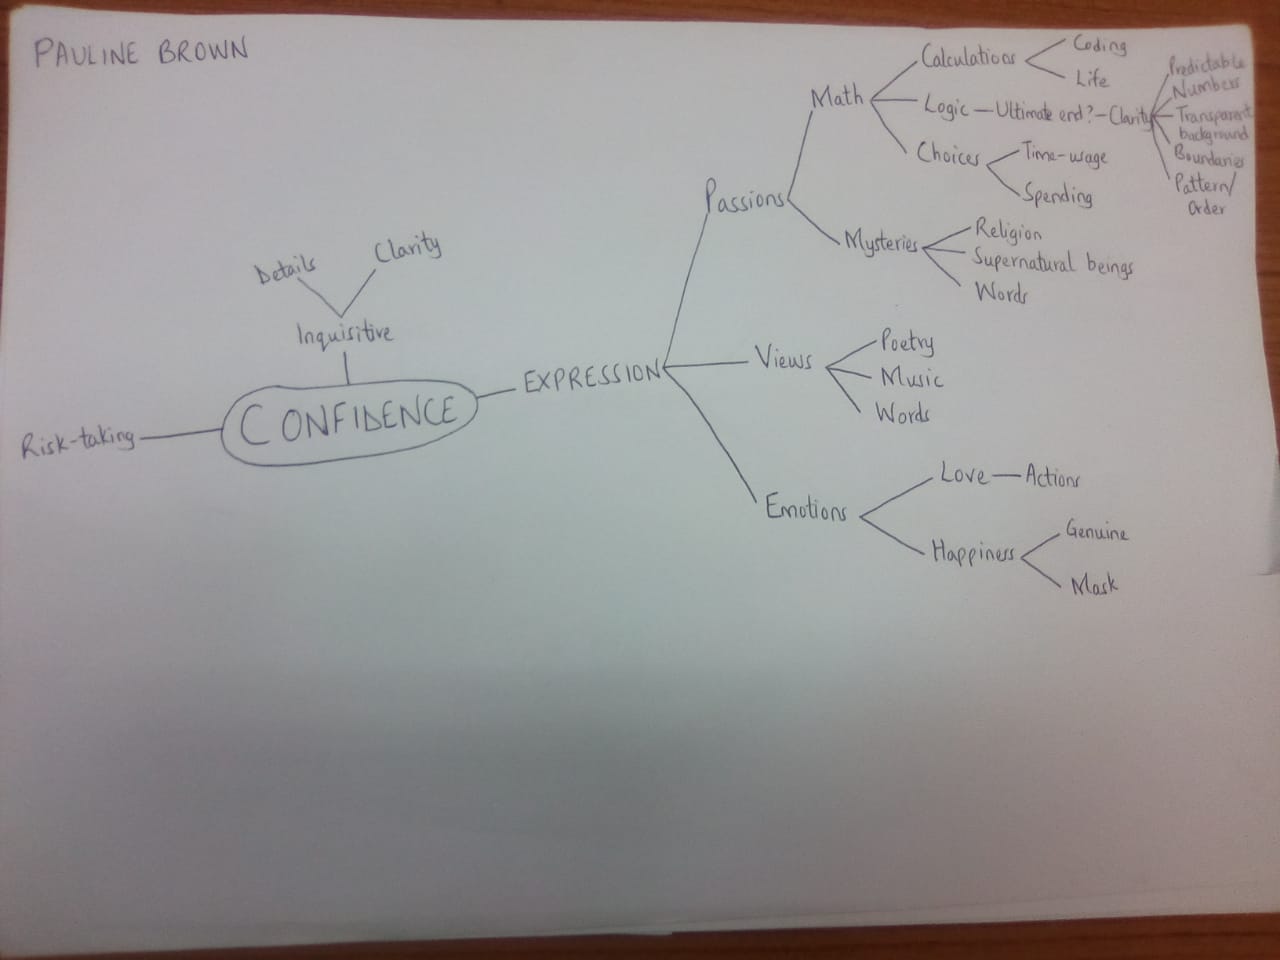 PAULINE BROWN
CONFIDENCE
Risk-taking
Inquisitive
Details
Clarity
EXPRESSION
Passions
Math
Calculations
Coding
Life
Logic – Ultimate end? – Clarity
Predictable
Numbers
Transparent
background
Boundaries
Pattern/
Order
Choices
Time-wage
Spending
Mysteries
Religion
Supernatural beings
Words
Views
Poetry
Music
Words
Emotions
Love — Actions
Happiness
Genuine
Mask